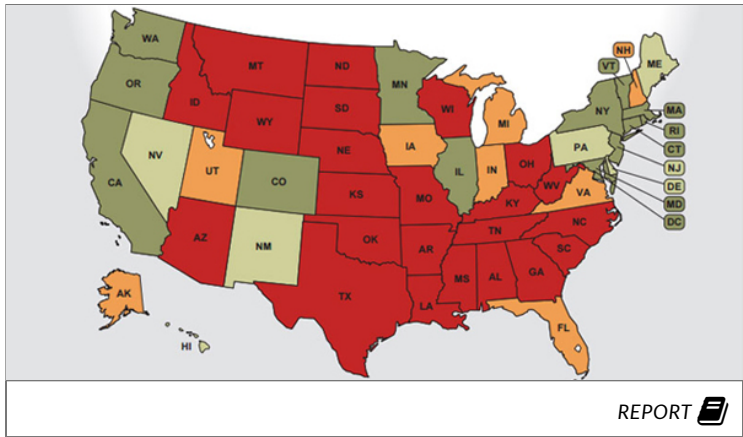 WA
OR
CA
NV
ID
MT
WY
UT
AZ
CO
NM
ND
SD
NE
KS
OK
TX
MN
IA
MO
AR
LA
WI
IL
MI
IN
OH
KY
TN
MS
AL
GA
FL
SC
NC
VA
WV
PA
NY
VT
NH
ME
MA
RI
CT
NJ
DE
MD
DC
AK
HI
REPORT